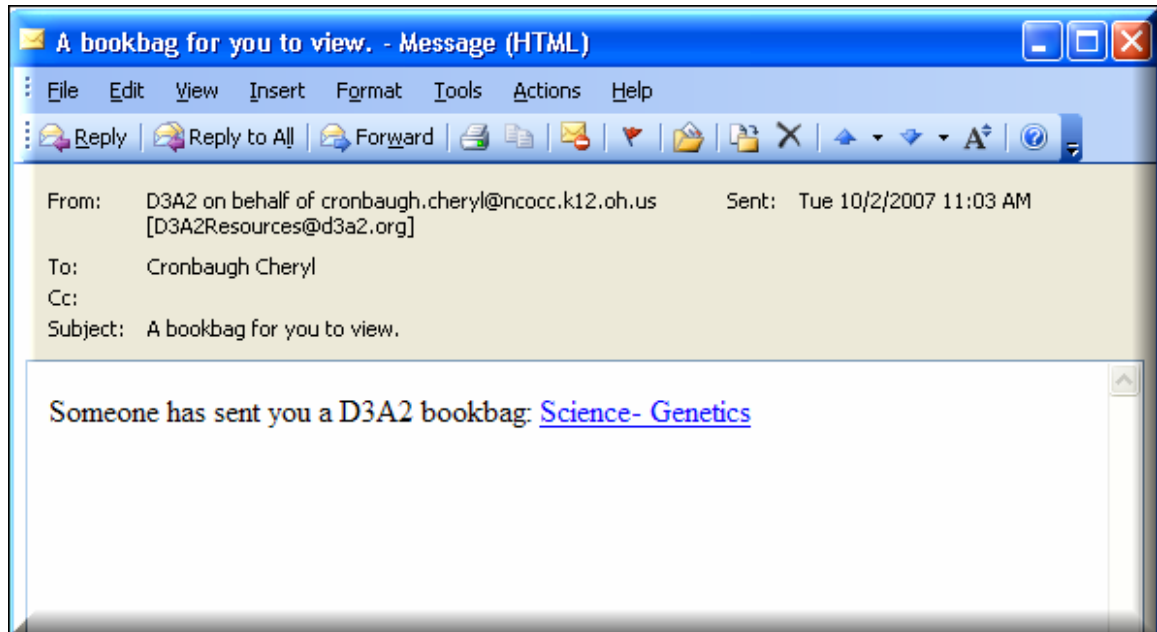 A bookbag for you to view. - Message (HTML)
File Edit View Insert Format Tools Actions Help
Reply Reply to All Forward A
From: D3A2 on behalf of cronbaugh.cheryl@ncocc.k12.oh.us Sent: Tue 10/2/2007 11:03 AM
[D3A2Resources@d3a2.org]
To: Cronbaugh Cheryl
Cc:
Subject: A bookbag for you to view.
Someone has sent you a D3A2 bookbag: Science- Genetics